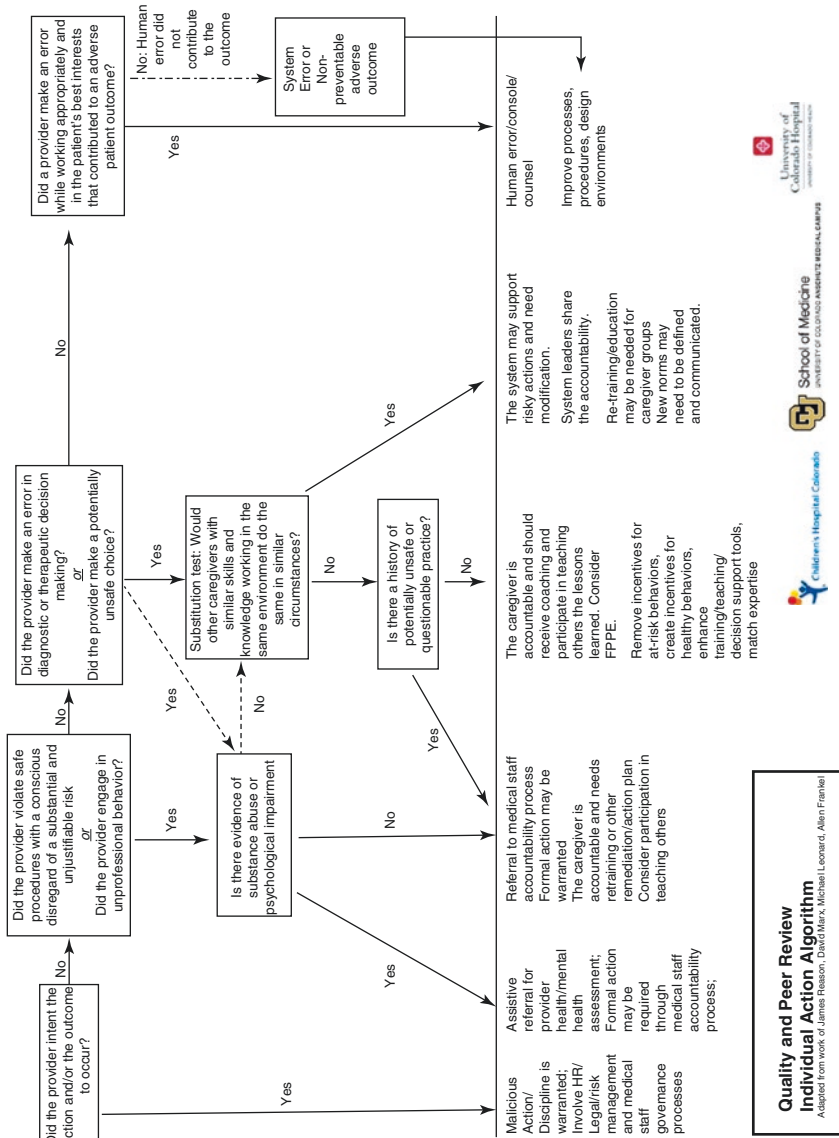 Did the provider intent the
action and/or the outcome
to occur?
No
Yes
Did the provider violate safe
procedures with a conscious
disregard of a substantial and
unjustifiable risk
or
Did the provider engage in
unprofessional behavior?
No
Yes
Is there evidence of
substance abuse or
psychological impairment
Yes
No
No
Did the provider make an error in
diagnostic or therapeutic decision
making?
or
Did the provider make a potentially
unsafe choice?
No
Yes
Yes
Substitution test: Would
other caregivers with
similar skills and
knowledge working in the
same environment do the
same in similar
circumstances?
Yes
No
Is there a history of
potentially unsafe or
questionable practice?
Yes
No
Did a provider make an error
while working appropriately and
in the patient's best interests
that contributed to an adverse
patient outcome?
Yes
No: Human
error did
not
contribute
to the
outcome
System
Error or
Non-
preventable
adverse
outcome
Malicious
Action/
Discipline is
warranted;
Involve HR/
Legal/risk
management
and medical
staff
governance
processes
Assistive
referral for
provider
health/mental
health
assessment;
Formal action
may be
required
through
medical staff
accountability
process;
Referral to medical staff
accountability process
Formal action may be
warranted
The caregiver is
accountable and needs
retraining or other
remediation/action plan
Consider participation in
teaching others
The caregiver is
accountable and should
receive coaching and
participate in teaching
others the lessons
learned. Consider
FPPE.
Remove incentives for
at-risk behaviors,
create incentives for
healthy behaviors,
enhance
training/teaching/
decision support tools,
match expertise
The system may support
risky actions and need
modification.
System leaders share
the accountability.
Re-training/education
may be needed for
caregiver groups
New norms may
need to be defined
and communicated.
Human error/console/
counsel
Improve processes,
procedures, design
environments
Quality and Peer Review
Individual Action Algorithm
Adapted from work of James Reason, David Marx, Michael Leonard, Allen Frankel
Children's Hospital Colorado
CU
School of Medicine
UNIVERSITY OF COLORADO ANSCHUTZ MEDICAL CAMPUS
University of
Colorado Hospital
UNIVERSITY OF COLORADO HEALTH